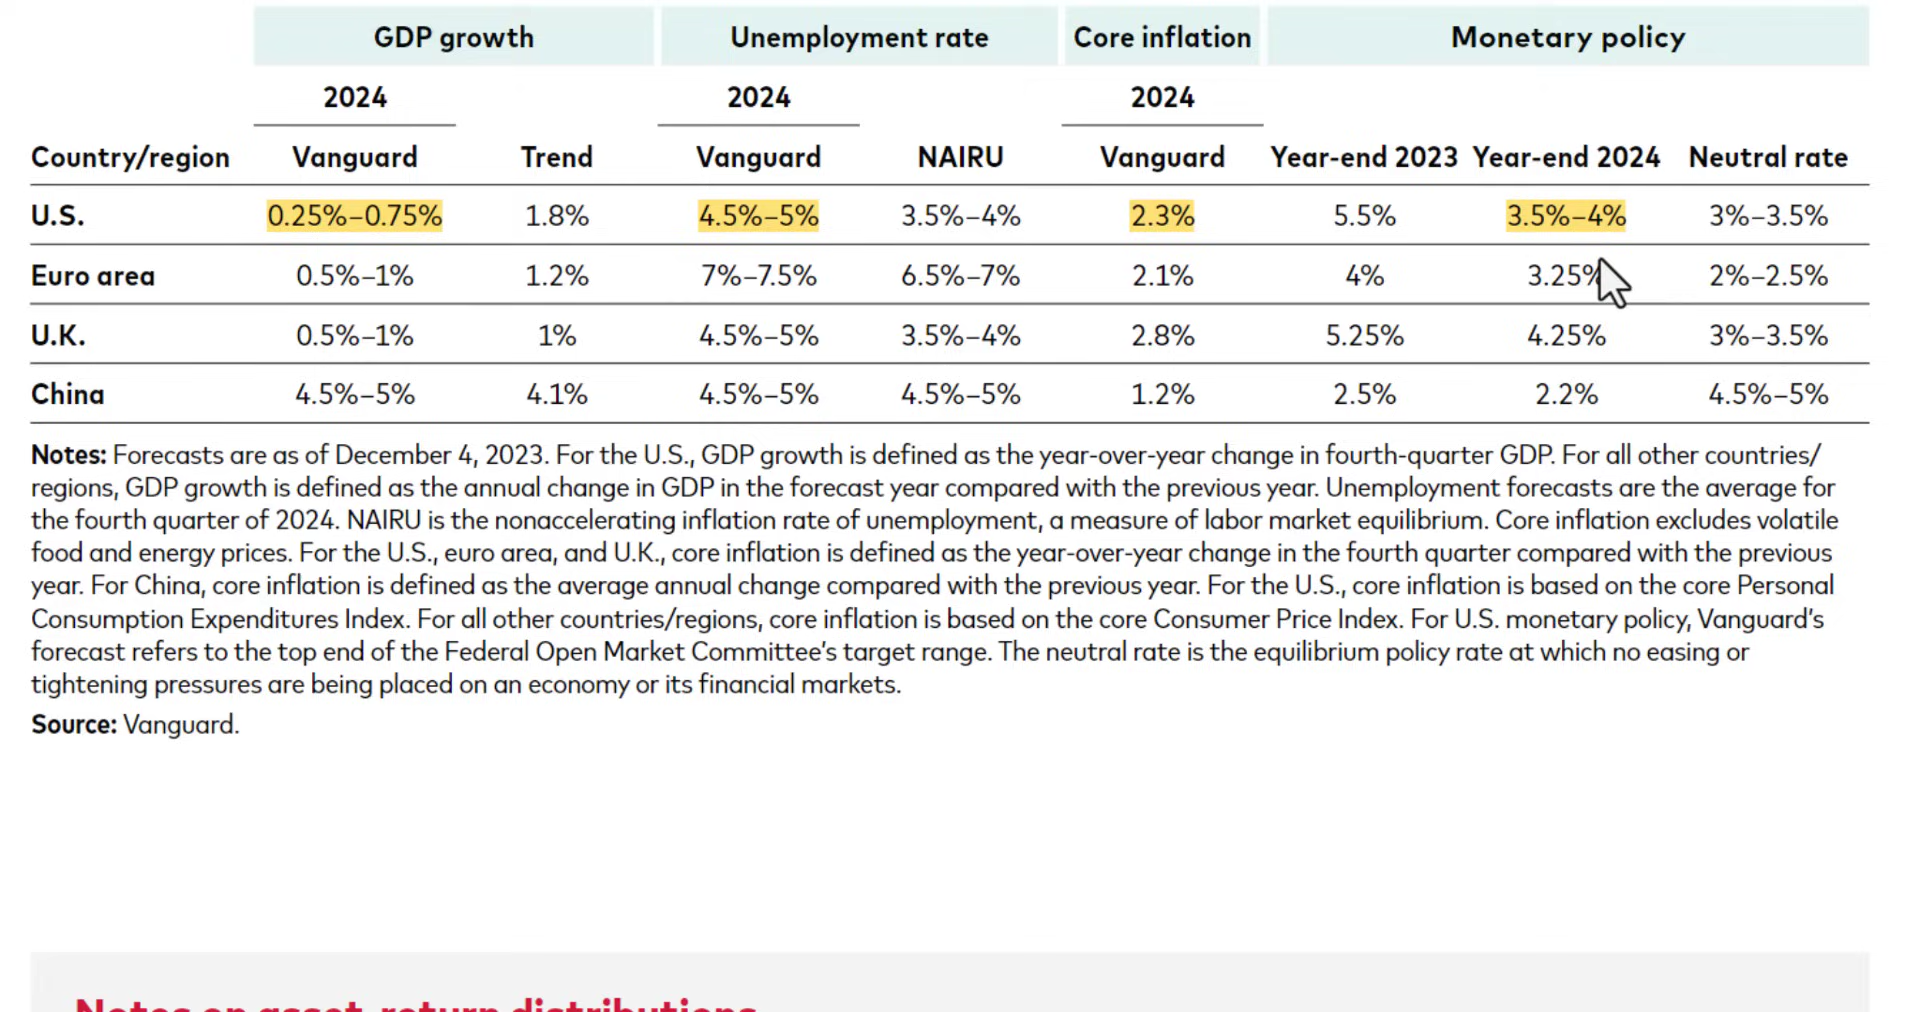 GDP growth Unemployment rate Core inflation Monetary policy
2024 2024 2024
Country/region Vanguard Trend Vanguard NAIRU Vanguard Year-end 2023 Year-end 2024 Neutral rate
U.S. 0.25%–0.75% 1.8% 4.5%–5% 3.5%–4% 2.3% 5.5% 3.5%–4% 3%–3.5%
Euro area 0.5%–1% 1.2% 7%–7.5% 6.5%–7% 2.1% 4% 3.25% 2%–2.5%
U.K. 0.5%–1% 1% 4.5%–5% 3.5%–4% 2.8% 5.25% 4.25% 3%–3.5%
China 4.5%–5% 4.1% 4.5%–5% 4.5%–5% 1.2% 2.5% 2.2% 4.5%–5%
Notes: Forecasts are as of December 4, 2023. For the U.S., GDP growth is defined as the year-over-year change in fourth-quarter GDP. For all other countries/
regions, GDP growth is defined as the annual change in GDP in the forecast year compared with the previous year. Unemployment forecasts are the average for
the fourth quarter of 2024. NAIRU is the nonaccelerating inflation rate of unemployment, a measure of labor market equilibrium. Core inflation excludes volatile
food and energy prices. For the U.S., euro area, and U.K., core inflation is defined as the year-over-year change in the fourth quarter compared with the previous
year. For China, core inflation is defined as the average annual change compared with the previous year. For the U.S., core inflation is based on the core Personal
Consumption Expenditures Index. For all other countries/regions, core inflation is based on the core Consumer Price Index. For U.S. monetary policy, Vanguard’s
forecast refers to the top end of the Federal Open Market Committee’s target range. The neutral rate is the equilibrium policy rate at which no easing or
tightening pressures are being placed on an economy or its financial markets.
Source: Vanguard.
Notes on asset-return distributions